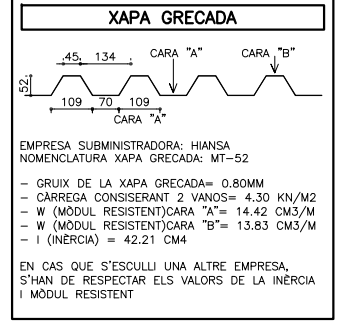 XAPA GRECADA
CARA "A"
CARA "B"
45
134
52
109
70
109
CARA "A"
EMPRESA SUBMINISTRADORA: HIANSA
NOMENCLATURA XAPA GRECADA: MT-52
- GRUIX DE LA XAPA GRECADA= 0.80MM
- CÀRREGA CONSISERANT 2 VANOS= 4.30 KN/M2
- W (MÒDUL RESISTENT)CARA "A"= 14.42 CM3/M
- W (MÒDUL RESISTENT)CARA "B"= 13.83 CM3/M
- I (INÈRCIA) = 42.21 CM4
EN CAS QUE S'ESCULLI UNA ALTRE EMPRESA,
S'HAN DE RESPECTAR ELS VALORS DE LA INÈRCIA
I MÒDUL RESISTENT